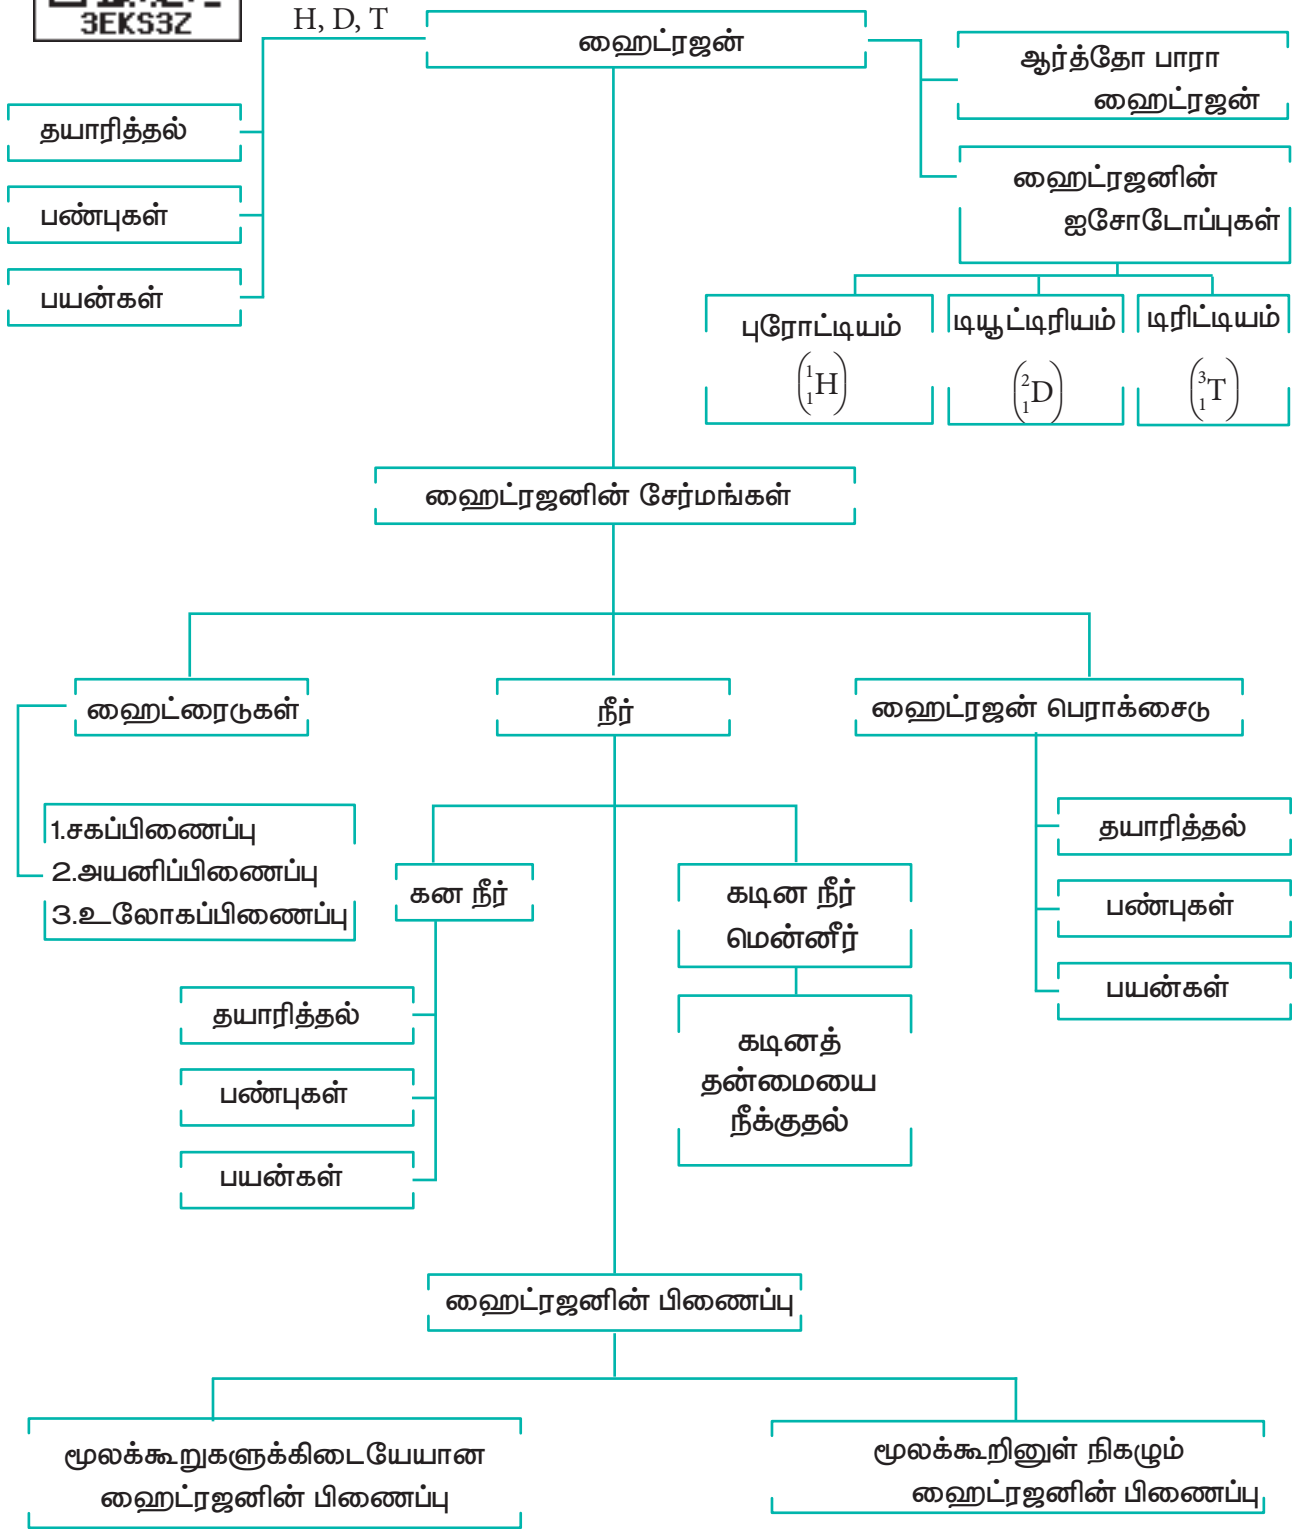 3EKS3Z
H, D, T
ஹைட்ரஜன்
ஆர்த்தோ பாரா
ஹைட்ரஜன்
தயாரித்தல்
பண்புகள்
பயன்கள்
ஹைட்ரஜனின்
ஐசோடோப்புகள்
புரோட்டியம்
(¹₁H)
டியூட்டிரியம்
(²₁D)
டிரிட்டியம்
(³₁T)
ஹைட்ரஜனின் சேர்மங்கள்
ஹைட்ரைடுகள்
நீர்
ஹைட்ரஜன் பெராக்சைடு
1.சகப்பிணைப்பு
2.அயனிப்பிணைப்பு
3.உலோகப்பிணைப்பு
கன நீர்
தயாரித்தல்
பண்புகள்
பயன்கள்
கடின நீர்
மென்னீர்
கடினத்
தன்மையை
நீக்குதல்
தயாரித்தல்
பண்புகள்
பயன்கள்
ஹைட்ரஜனின் பிணைப்பு
மூலக்கூறுகளுக்கிடையேயான
ஹைட்ரஜனின் பிணைப்பு
மூலக்கூறினுள் நிகழும்
ஹைட்ரஜனின் பிணைப்பு